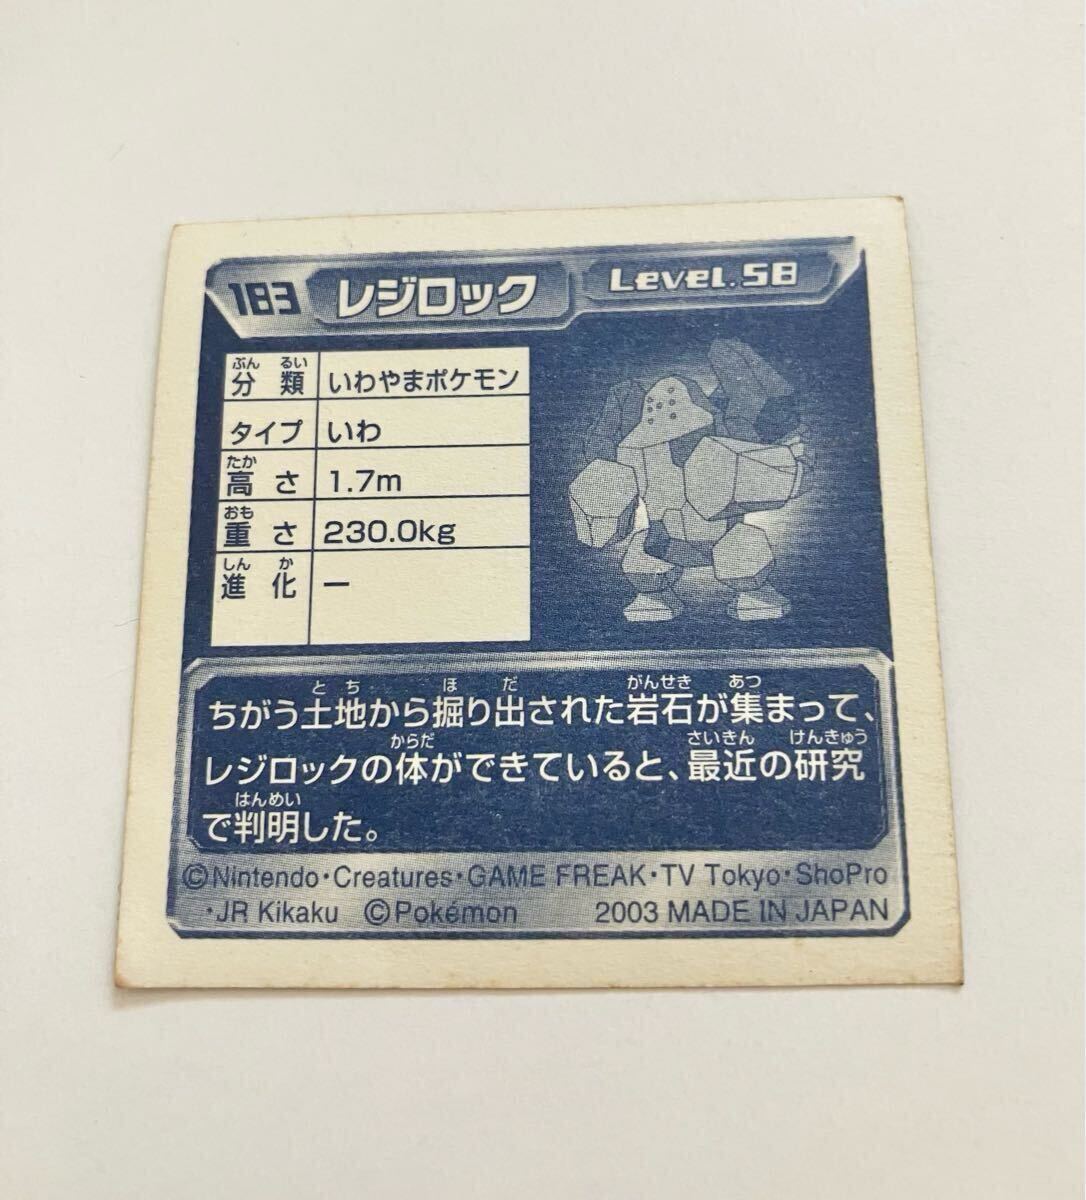 183 レジロック Level.58
ぶん るい
分類 いわやまポケモン
タイプ いわ
たか
高さ 1.7m
おも
重さ 230.0kg
しん か
進化 ー
と ち ほ だ がんせき あつ
ちがう土地から掘り出された岩石が集まって、
からだ さいきん けんきゅう
レジロックの体ができていると、最近の研究
はんめい
で判明した。
©Nintendo・Creatures・GAME FREAK・TV Tokyo・ShoPro
・JR Kikaku ©Pokémon 2003 MADE IN JAPAN